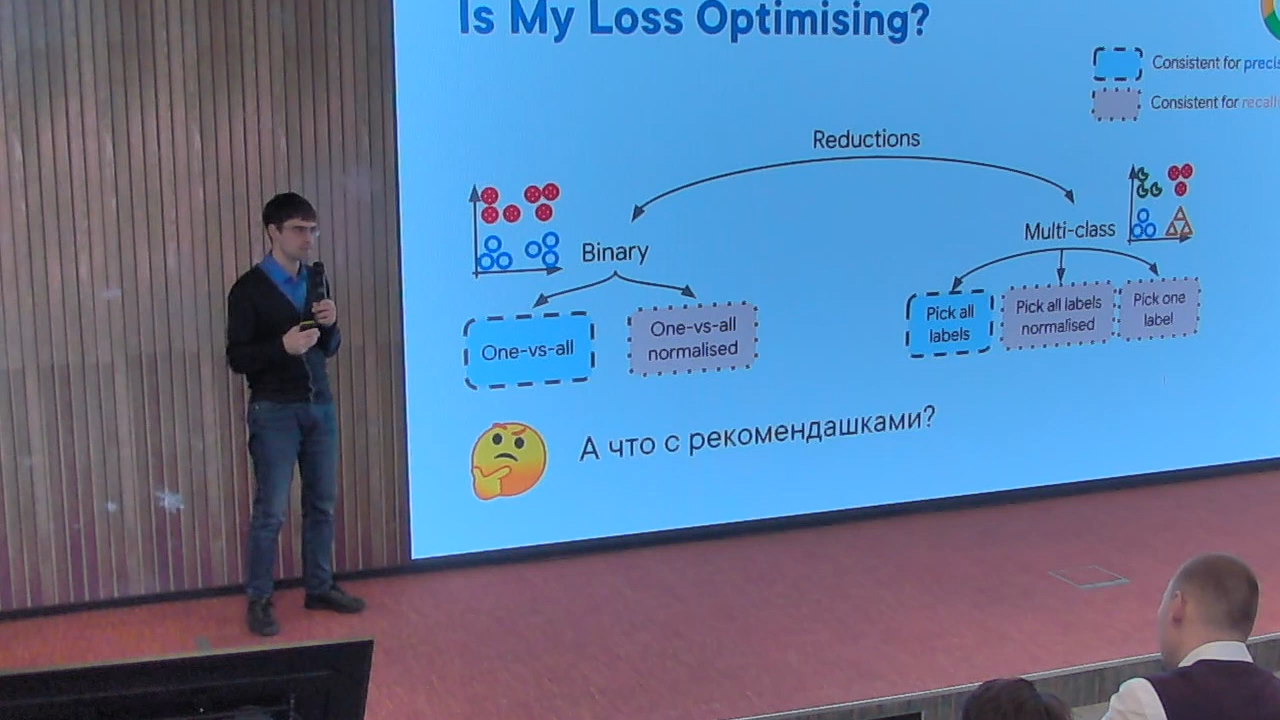 Is My Loss Optimising?
Consistent for
Consistent for recall
Reductions
Binary
Multi-class
One-vs-all
One-vs-all
normalised
Pick all
labels
Pick all labels
normalised
Pick one
label
А что с рекомендашками?